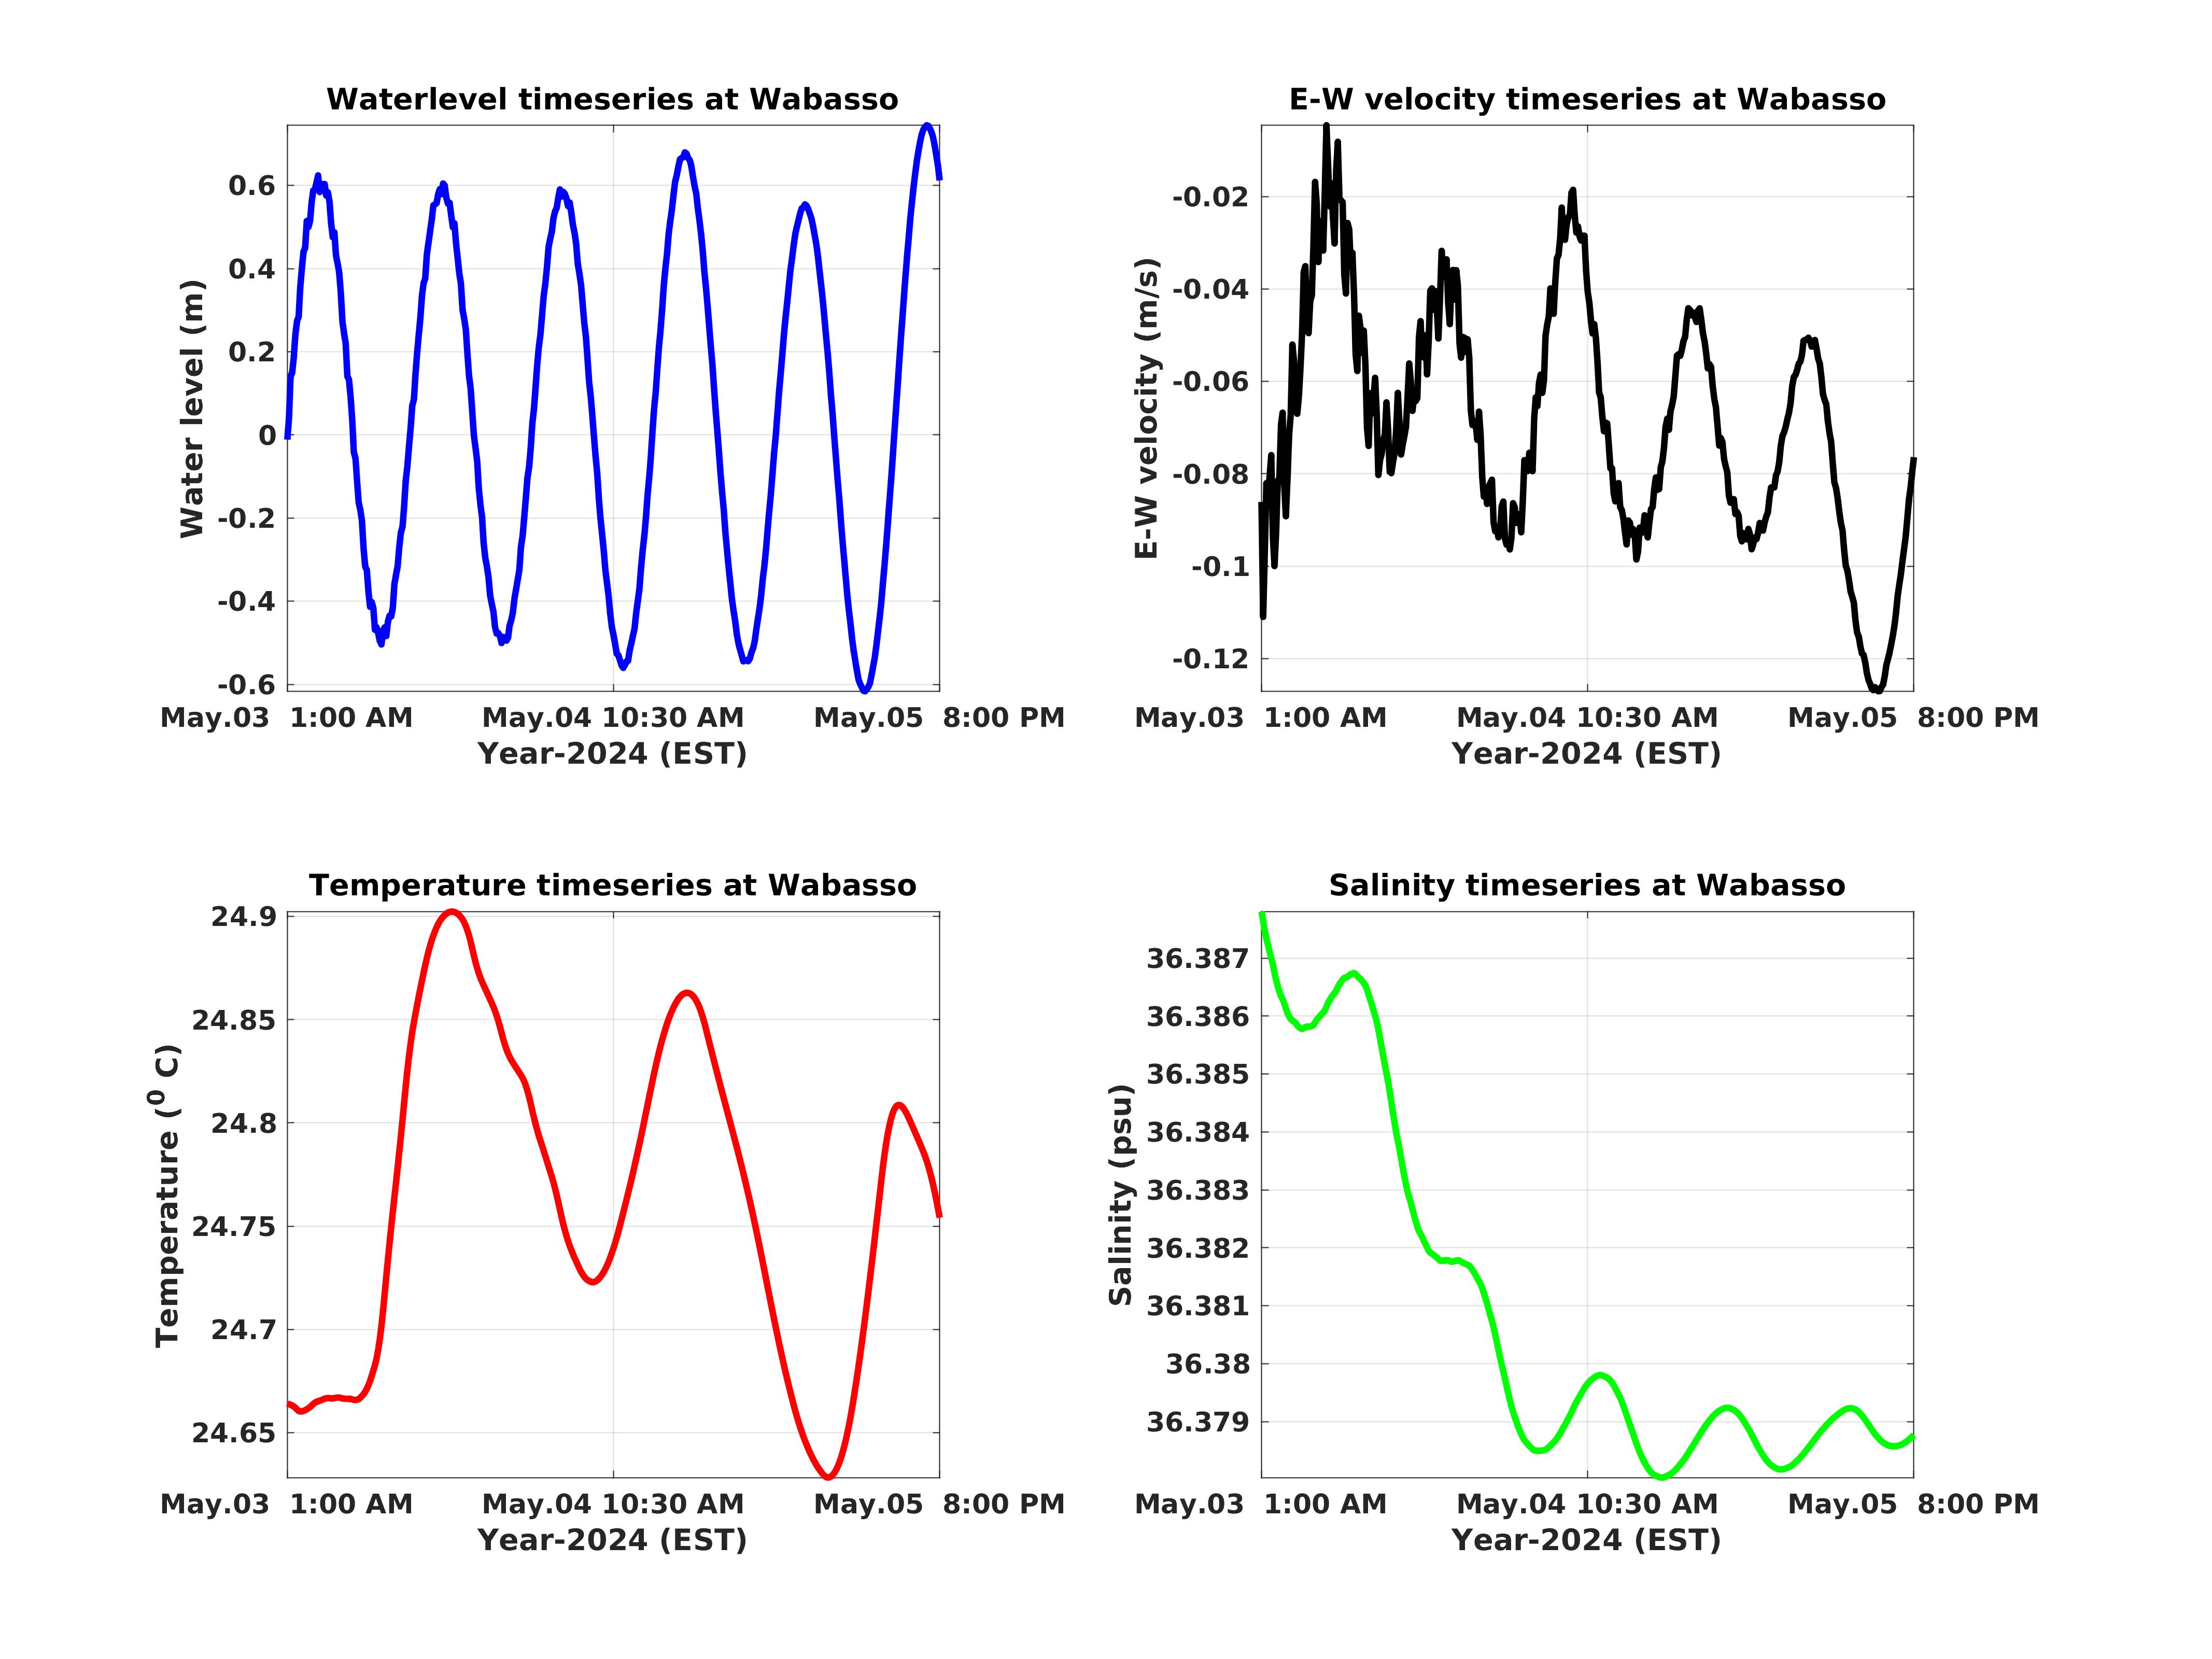 Waterlevel timeseries at Wabasso
Water level (m)
0.6
0.4
0.2
0
-0.2
-0.4
-0.6
May.03 1:00 AM May.04 10:30 AM May.05 8:00 PM
Year-2024 (EST)
E-W velocity timeseries at Wabasso
E-W velocity (m/s)
-0.02
-0.04
-0.06
-0.08
-0.1
-0.12
May.03 1:00 AM May.04 10:30 AM May.05 8:00 PM
Year-2024 (EST)
Temperature timeseries at Wabasso
Temperature (⁰ C)
24.9
24.85
24.8
24.75
24.7
24.65
May.03 1:00 AM May.04 10:30 AM May.05 8:00 PM
Year-2024 (EST)
Salinity timeseries at Wabasso
Salinity (psu)
36.387
36.386
36.385
36.384
36.383
36.382
36.381
36.38
36.379
May.03 1:00 AM May.04 10:30 AM May.05 8:00 PM
Year-2024 (EST)